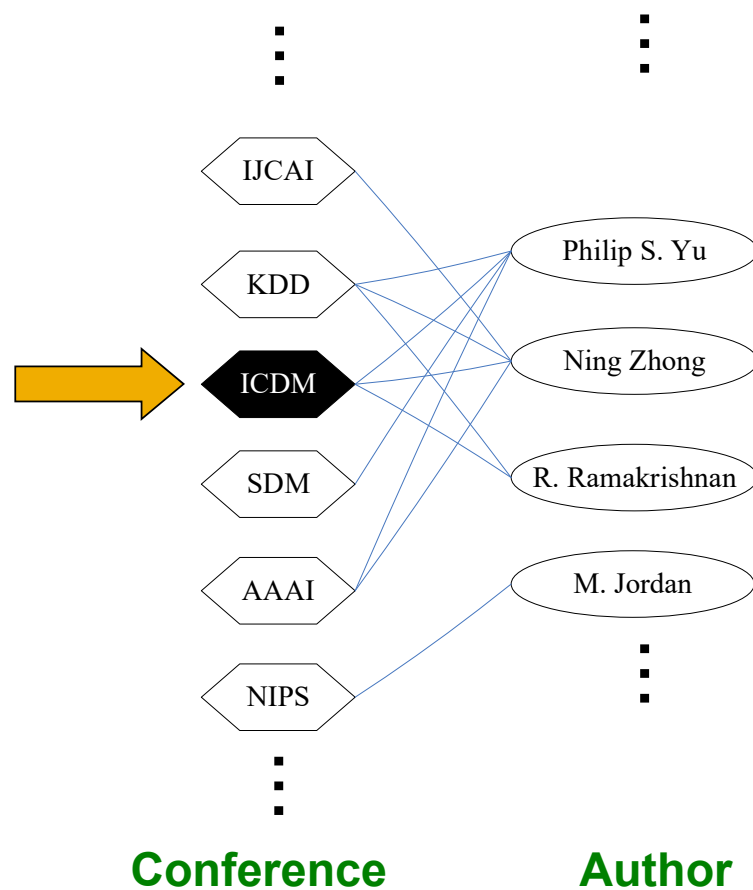 IJCAI
KDD
ICDM
SDM
AAAI
NIPS
Philip S. Yu
Ning Zhong
R. Ramakrishnan
M. Jordan
Conference
Author